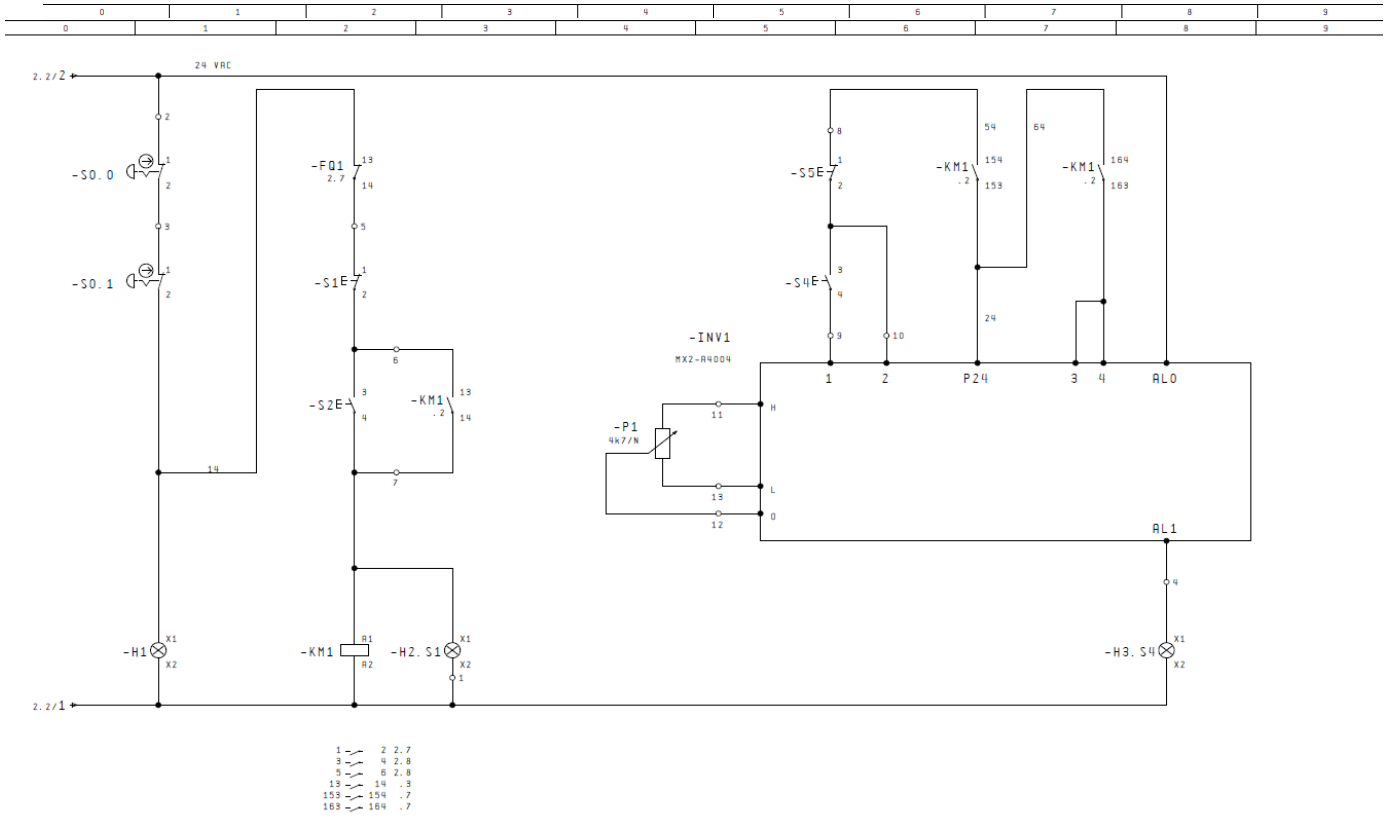 0 1 2 3 4 5 6 7 8 9
0 1 2 3 4 5 6 7 8 9
24 VAC
2.2/2
2
-S0.0
1
2
3
-S0.1
1
2
14
-H1
X1
X2
2.2/1
-FQ1
2.7
13
14
5
-S1
1
2
6
-S2
3
4
-KM1
.2
13
14
7
-KM1
A1
A2
-H2.S1
X1
X2
1
8
-S5
1
2
-S4
3
4
9
10
54
64
-KM1
.2
154
153
-KM1
.2
164
163
24
-INV1
MX2-A4004
1 2 P24 3 4 AL0
H
L
O
AL1
-P1
4k7/N
11
13
12
4
-H3.S4
X1
X2
1 2 2.7
3 4 2.8
5 6 2.8
13 14 .3
153 154 .7
163 164 .7